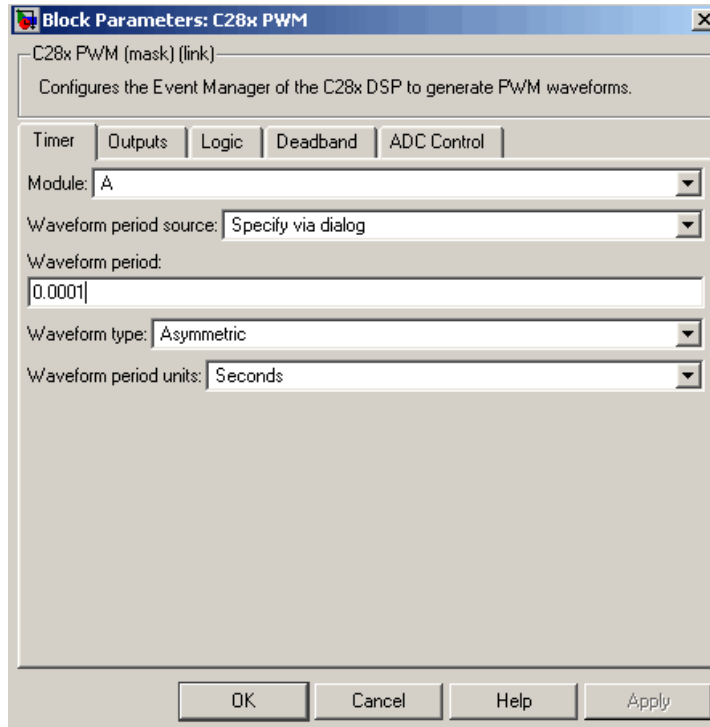 Block Parameters: C28x PWM
C28x PWM (mask) (link)
Configures the Event Manager of the C28x DSP to generate PWM waveforms.
Timer Outputs Logic Deadband ADC Control
Module: A
Waveform period source: Specify via dialog
Waveform period:
0.0001
Waveform type: Asymmetric
Waveform period units: Seconds
OK Cancel Help Apply